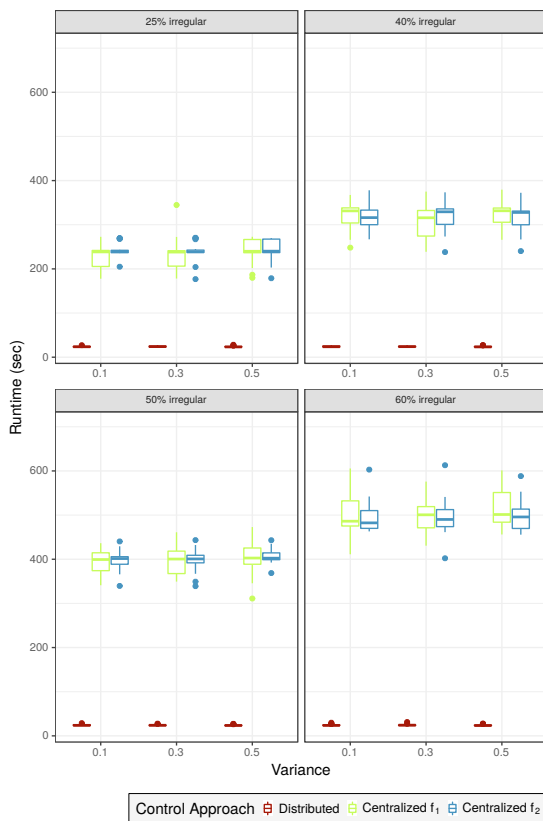 25% irregular 40% irregular
600
400
200
0
0.1 0.3 0.5 0.1 0.3 0.5
Runtime (sec)
50% irregular 60% irregular
600
400
200
0
0.1 0.3 0.5 0.1 0.3 0.5
Variance
Control Approach Distributed Centralized f₁ Centralized f₂